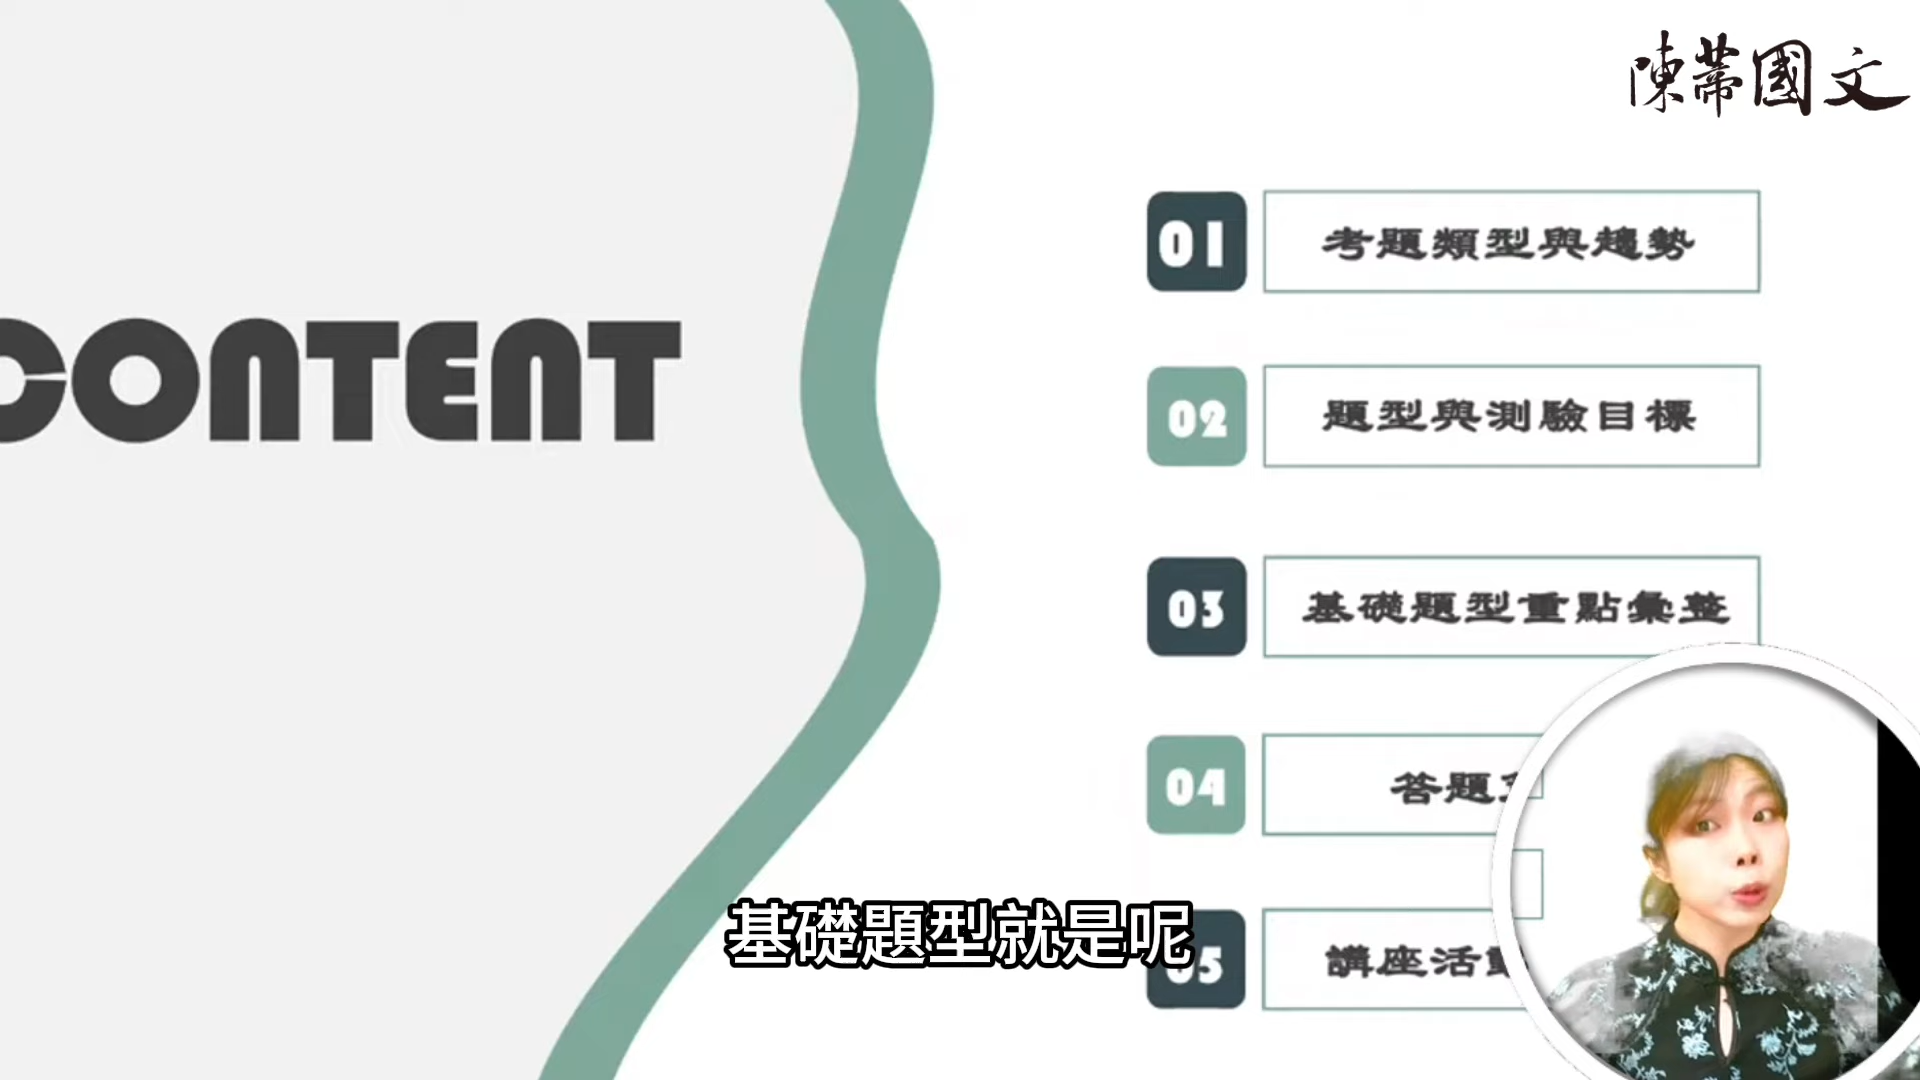 陳蒂國文
CONTENT
01 考題類型與趨勢
02 題型與測驗目標
03 基礎題型重點彙整
04 答題
05 講座活動
基礎題型就是呢